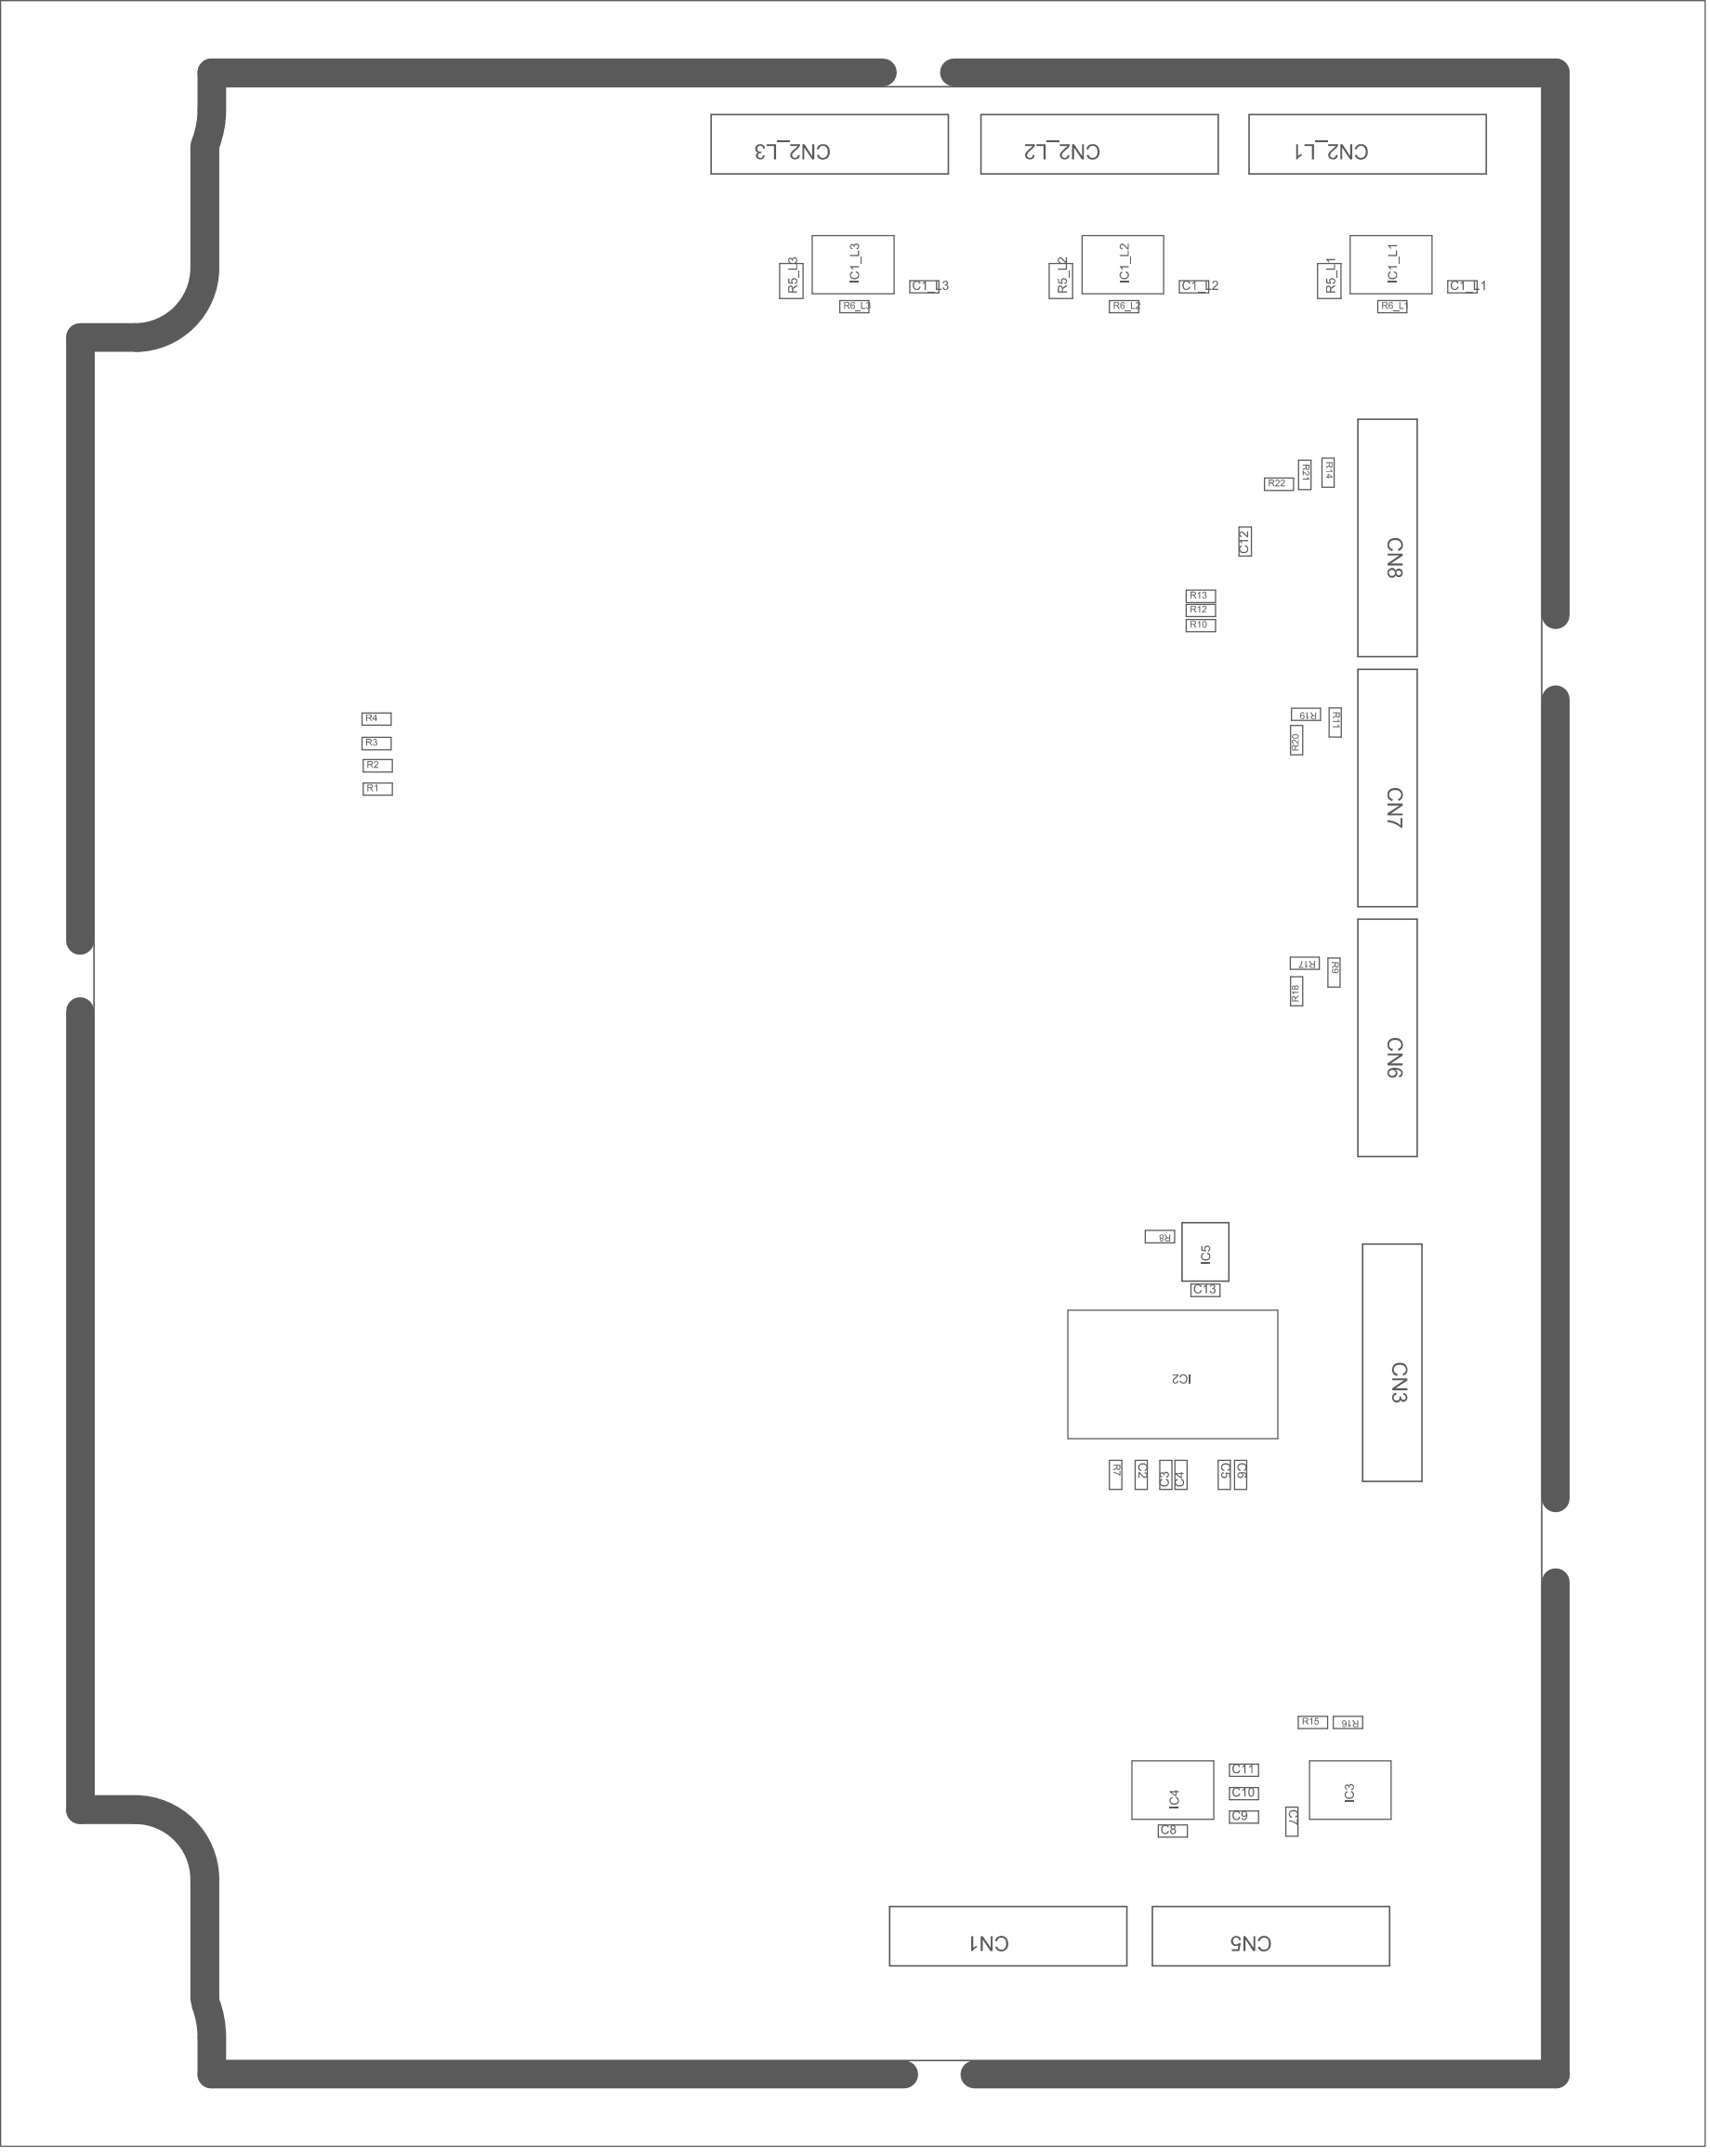 CN2_L3
CN2_L2
CN2_L1
R5_L3
IC1_L3
C1_L3
R6_L3
R5_L2
IC1_L2
C1_L2
R6_L2
R5_L1
IC1_L1
C1_L1
R6_L1
R22
R21
R14
C12
CN8
R13
R12
R10
R4
R3
R2
R1
R19
R11
R20
CN7
R17
R9
R18
CN6
R8
IC5
C13
IC2
CN3
R7
C2
C3
C4
C5
C6
R15
R16
IC4
C11
C10
C9
C8
C7
IC3
CN1
CN5